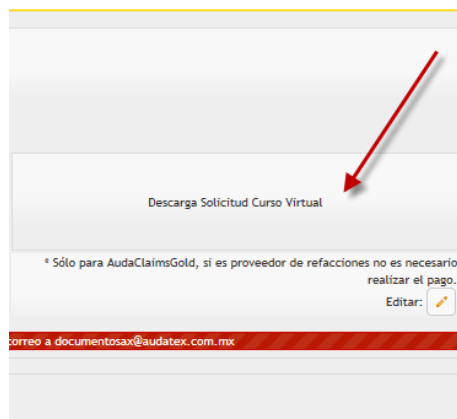 Descarga Solicitud Curso Virtual
* Sólo para AudaClaimsGold, si es proveedor de refacciones no es necesario
realizar el pago.
Editar:
correo a documentosax@audatex.com.mx